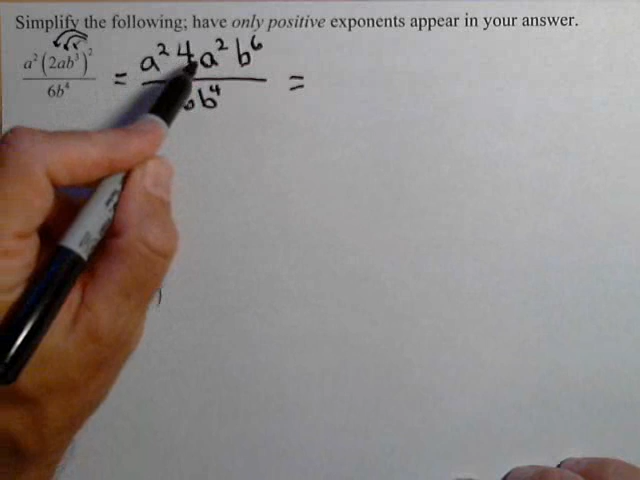 Simplify the following; have only positive exponents appear in your answer.
a²(2ab³)² / 6b⁴ = a² 4 a² b⁶ / 6b⁴ =